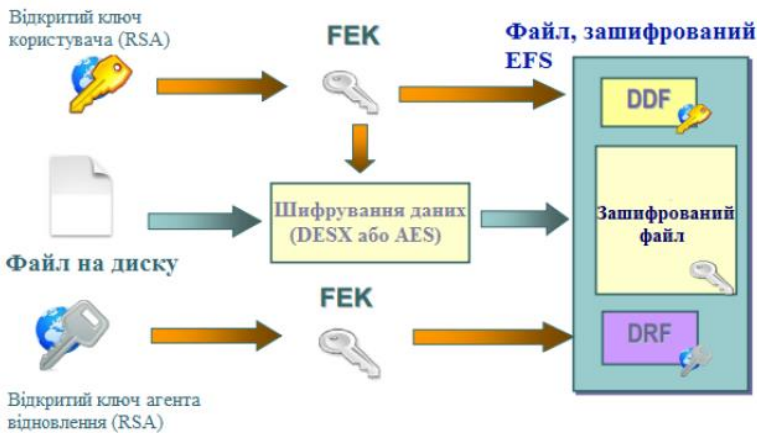 Відкритий ключ
користувача (RSA)
FEK
Файл, зашифрований
EFS
DDF
Шифрування даних
(DESX або AES)
Зашифрований
файл
Файл на диску
FEK
DRF
Відкритий ключ агента
відновлення (RSA)